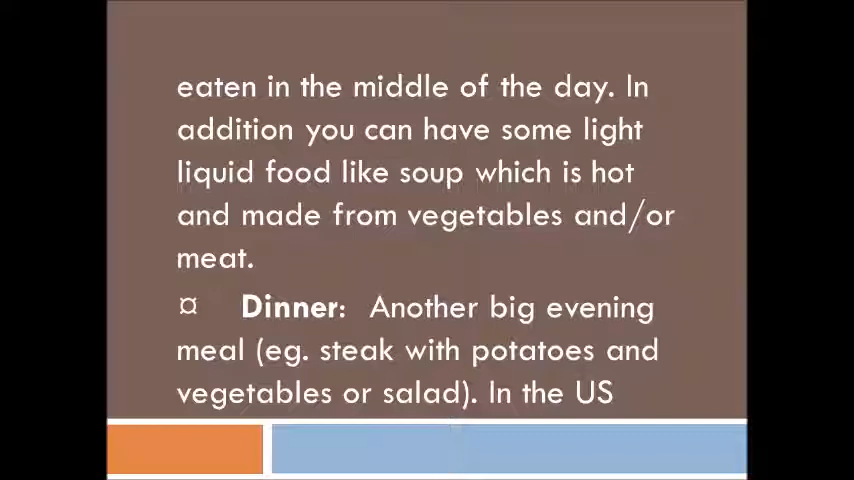 eaten in the middle of the day. In
addition you can have some light
liquid food like soup which is hot
and made from vegetables and/or
meat.
¤ Dinner: Another big evening
meal (eg. steak with potatoes and
vegetables or salad). In the US